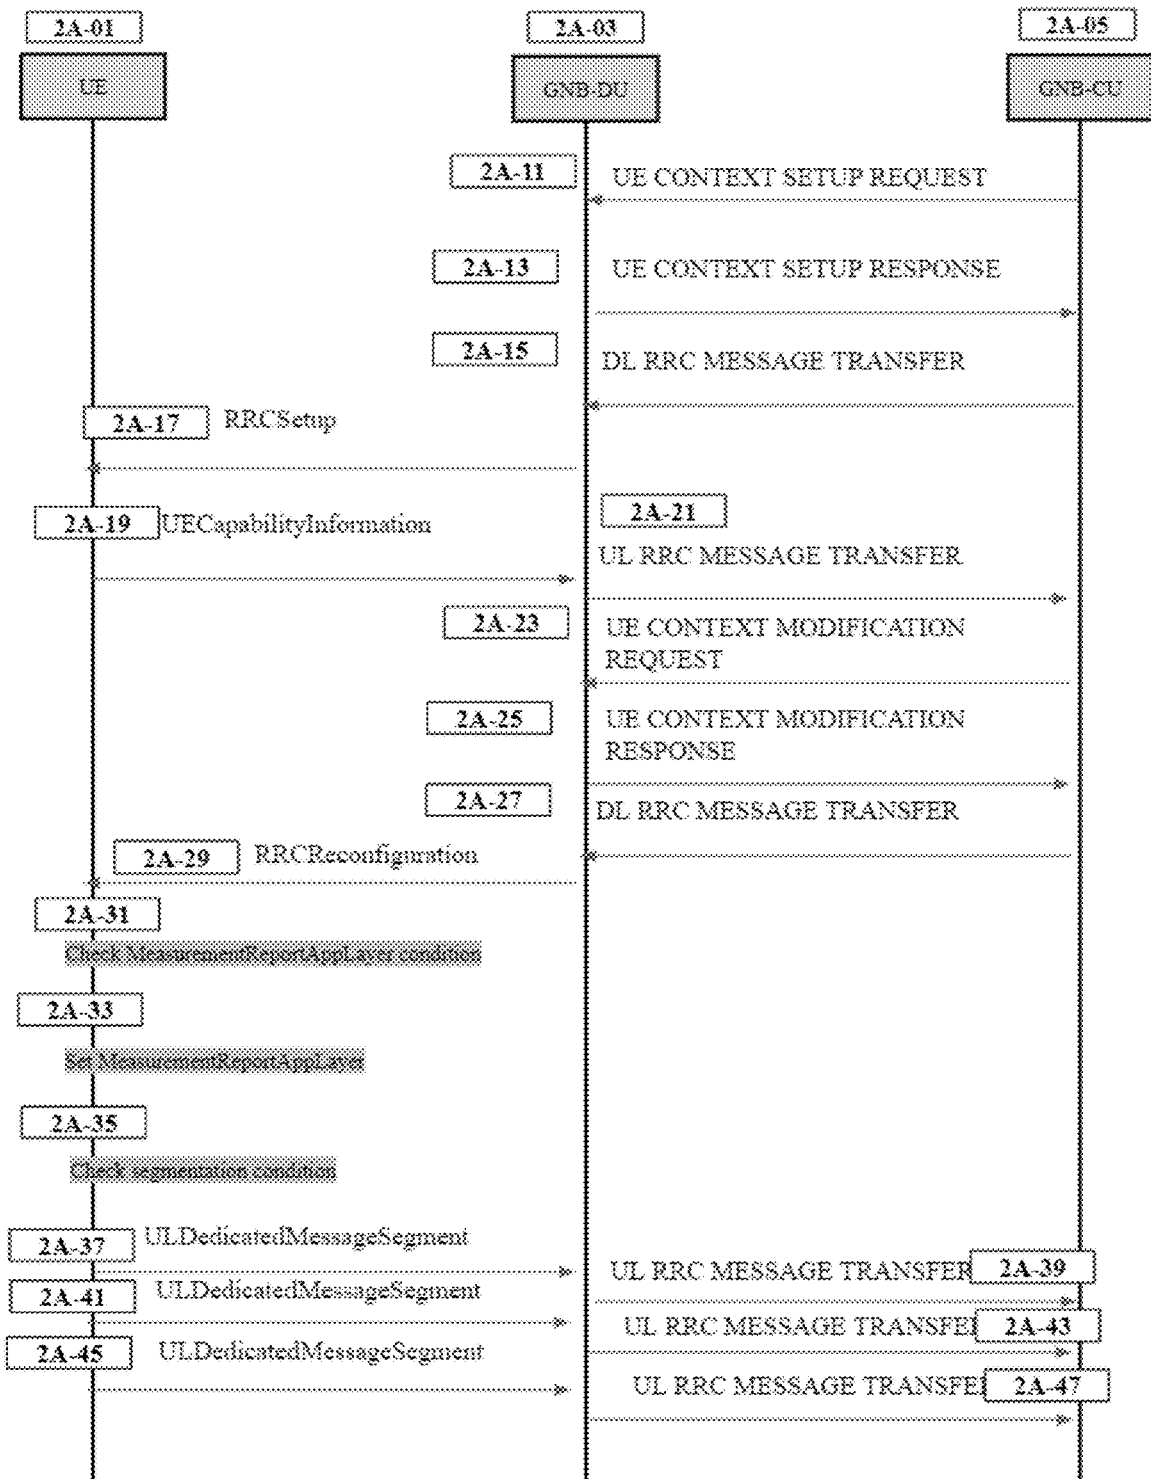 2A-01
2A-03
2A-05
UE
GNB-DU
GNB-CU
2A-11
UE CONTEXT SETUP REQUEST
2A-13
UE CONTEXT SETUP RESPONSE
2A-15
DL RRC MESSAGE TRANSFER
2A-17
RRCSetup
2A-19
UECapabilityInformation
2A-21
UL RRC MESSAGE TRANSFER
2A-23
UE CONTEXT MODIFICATION
REQUEST
2A-25
UE CONTEXT MODIFICATION
RESPONSE
2A-27
DL RRC MESSAGE TRANSFER
2A-29
RRCReconfiguration
2A-31
Check MeasurementReportAppLayer condition
2A-33
Set MeasurementReportAppLayer
2A-35
Check segmentation condition
2A-37
ULDedicatedMessageSegment
UL RRC MESSAGE TRANSFER
2A-39
2A-41
ULDedicatedMessageSegment
UL RRC MESSAGE TRANSFE
2A-43
2A-45
ULDedicatedMessageSegment
UL RRC MESSAGE TRANSFE
2A-47